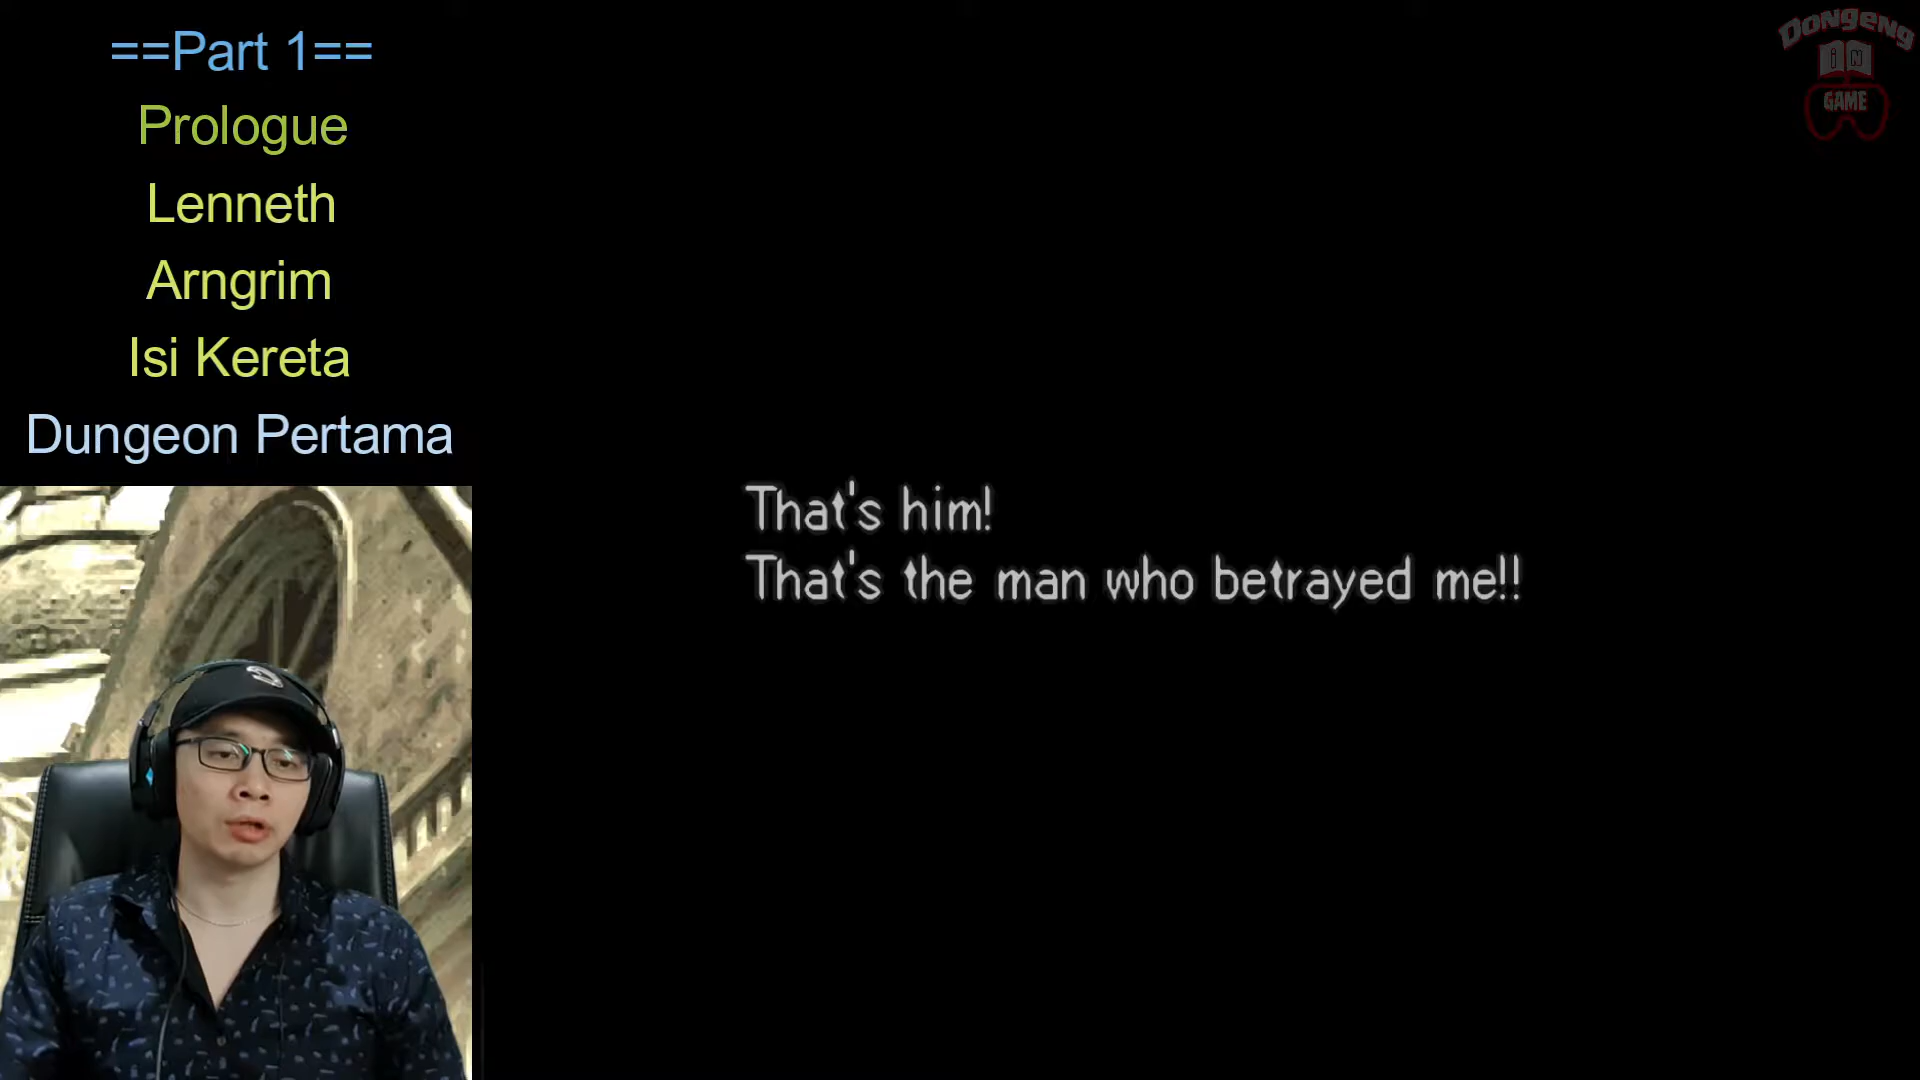 ==Part 1==
Prologue
Lenneth
Arngrim
Isi Kereta
Dungeon Pertama
DONGENG
iN
GAME
That's him!
That's the man who betrayed me!!